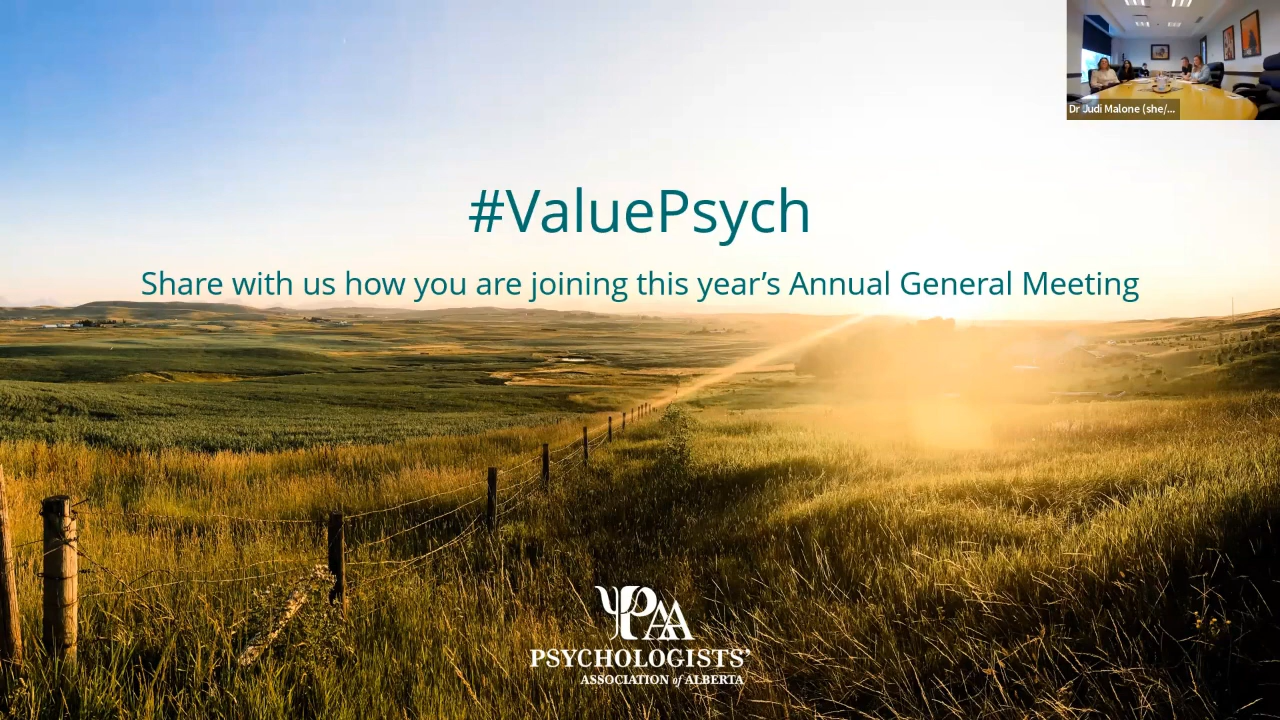 Dr Judi Malone (she/...
#ValuePsych
Share with us how you are joining this year’s Annual General Meeting
PAA
PSYCHOLOGISTS’
ASSOCIATION of ALBERTA